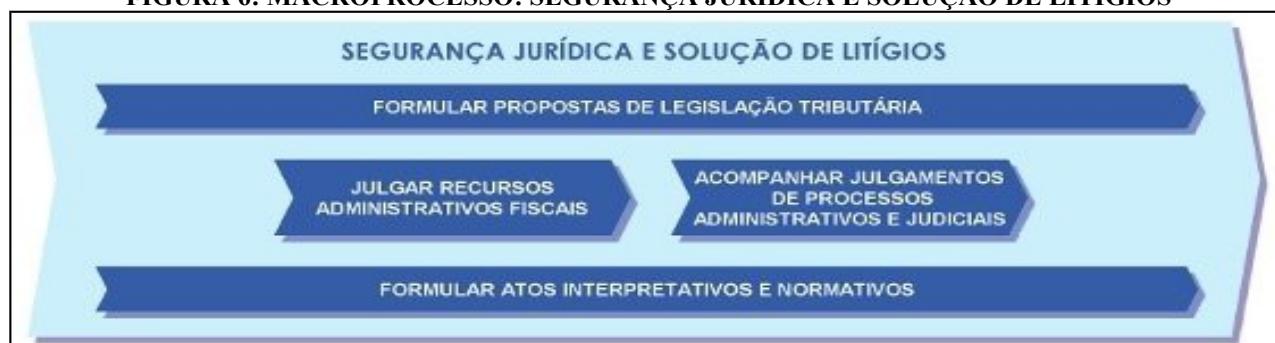 FIGURA 6: MACROPROCESSO: SEGURANÇA JURÍDICA E SOLUÇÃO DE LITÍGIOS
SEGURANÇA JURÍDICA E SOLUÇÃO DE LITÍGIOS
FORMULAR PROPOSTAS DE LEGISLAÇÃO TRIBUTÁRIA
JULGAR RECURSOS
ADMINISTRATIVOS FISCAIS
ACOMPANHAR JULGAMENTOS
DE PROCESSOS
ADMINISTRATIVOS E JUDICIAIS
FORMULAR ATOS INTERPRETATIVOS E NORMATIVOS